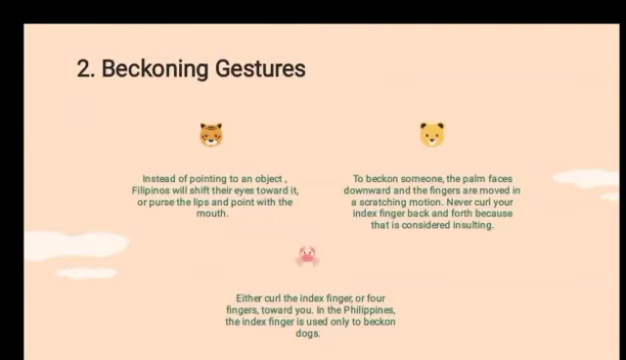 2. Beckoning Gestures
Instead of pointing to an object ,
Filipinos will shift their eyes toward it,
or purse the lips and point with the
mouth.
To beckon someone, the palm faces
downward and the fingers are moved in
a scratching motion. Never curl your
index finger back and forth because
that is considered insulting.
Either curl the index finger, or four
fingers, toward you. In the Philippines,
the index finger is used only to beckon
dogs.